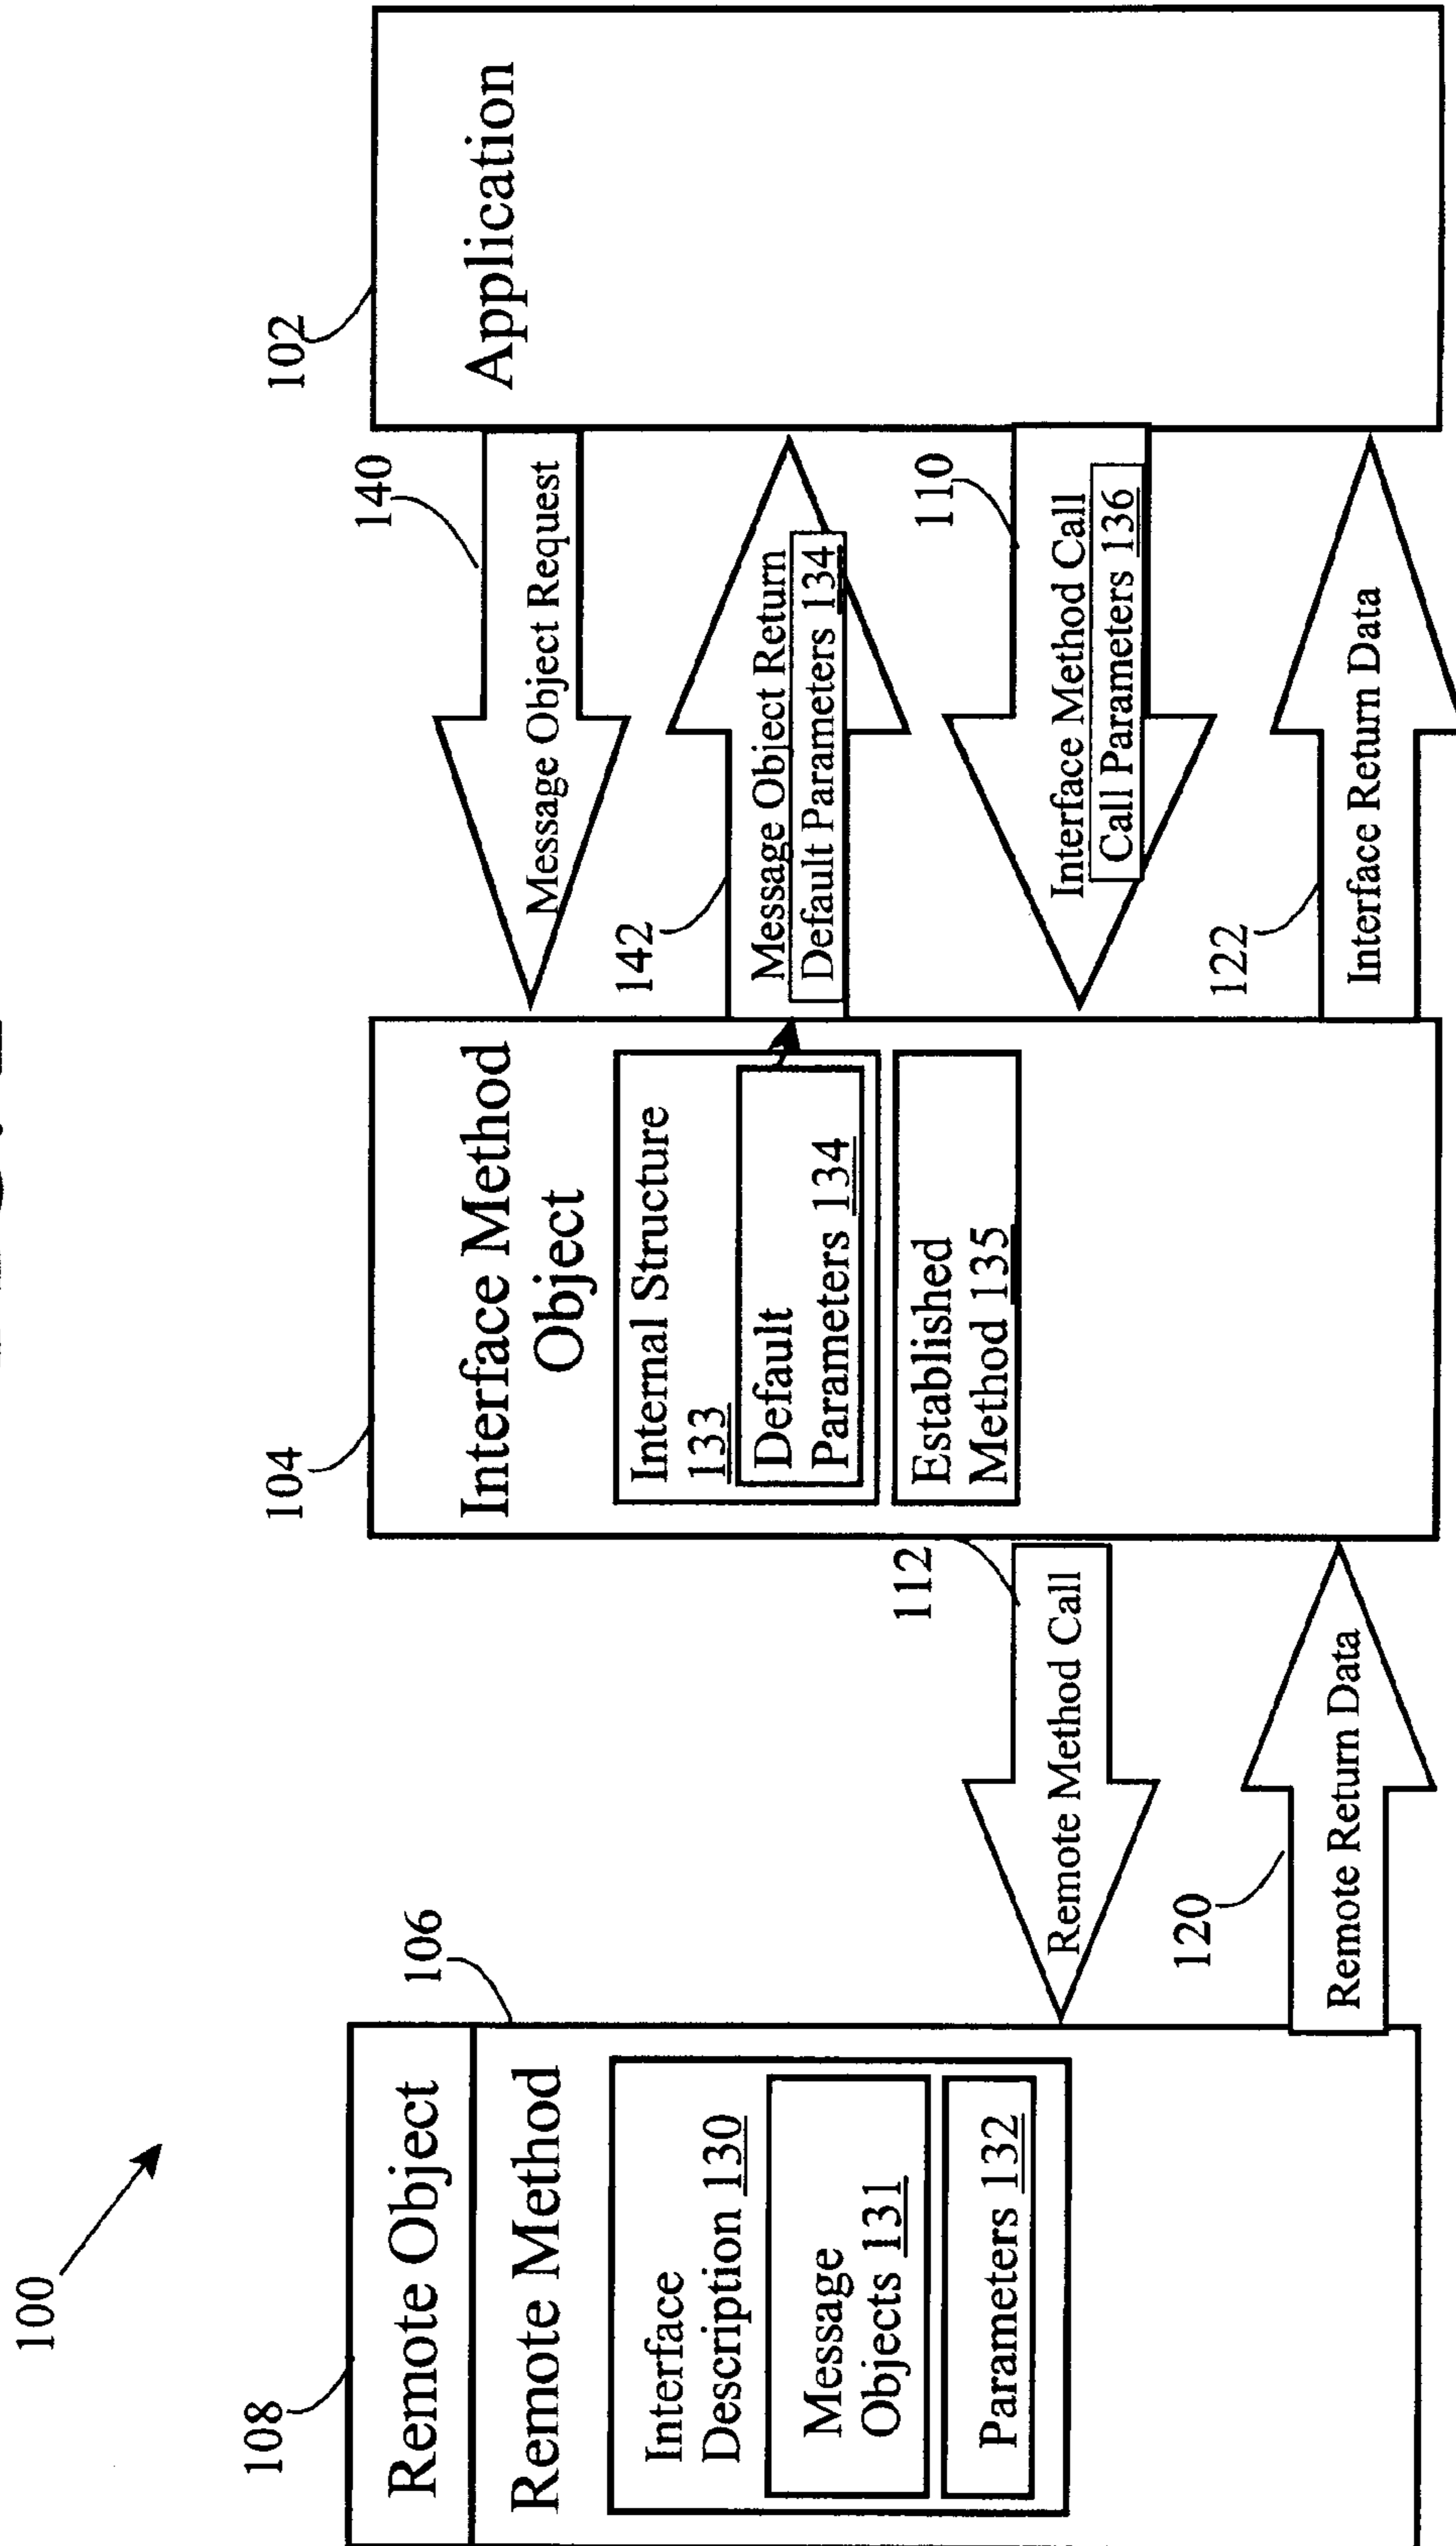 100
108
Remote Object
Remote Method
106
Interface
Description 130
Message
Objects 131
Parameters 132
112
Remote Method Call
120
Remote Return Data
104
Interface Method
Object
Internal Structure
133
Default
Parameters 134
Established
Method 135
140
Message Object Request
142
Message Object Return
Default Parameters 134
110
Interface Method Call
Call Parameters 136
122
Interface Return Data
102
Application